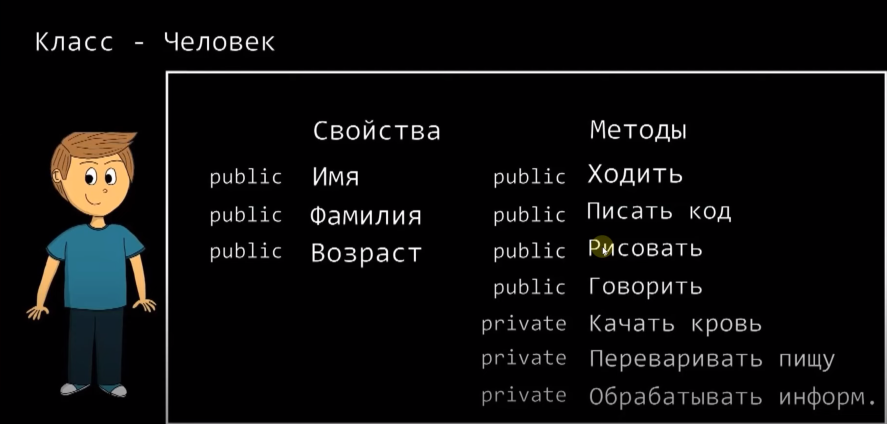 Класс - Человек
Свойства Методы
public Имя public Ходить
public Фамилия public Писать код
public Возраст public Рисовать
public Говорить
private Качать кровь
private Переваривать пищу
private Обрабатывать информ.